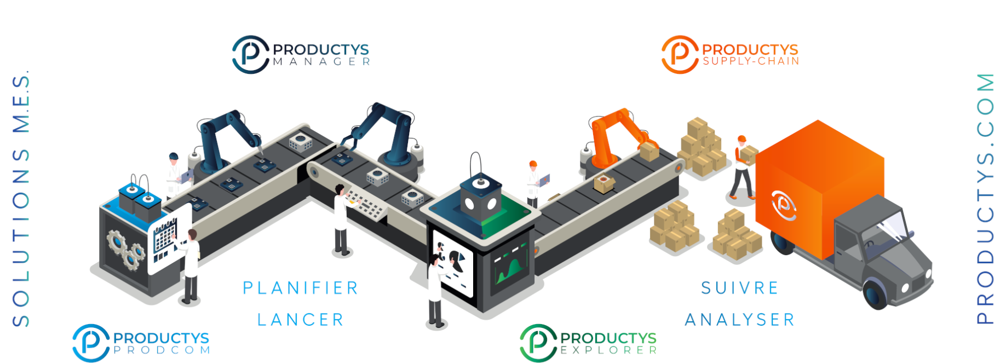 SOLUTIONS M.E.S.
PRODUCTYS
MANAGER
PRODUCTYS
SUPPLY-CHAIN
PLANIFIER
LANCER
SUIVRE
ANALYSER
PRODUCTYS
PRODCOM
PRODUCTYS
EXPLORER
PRODUCTYS.COM